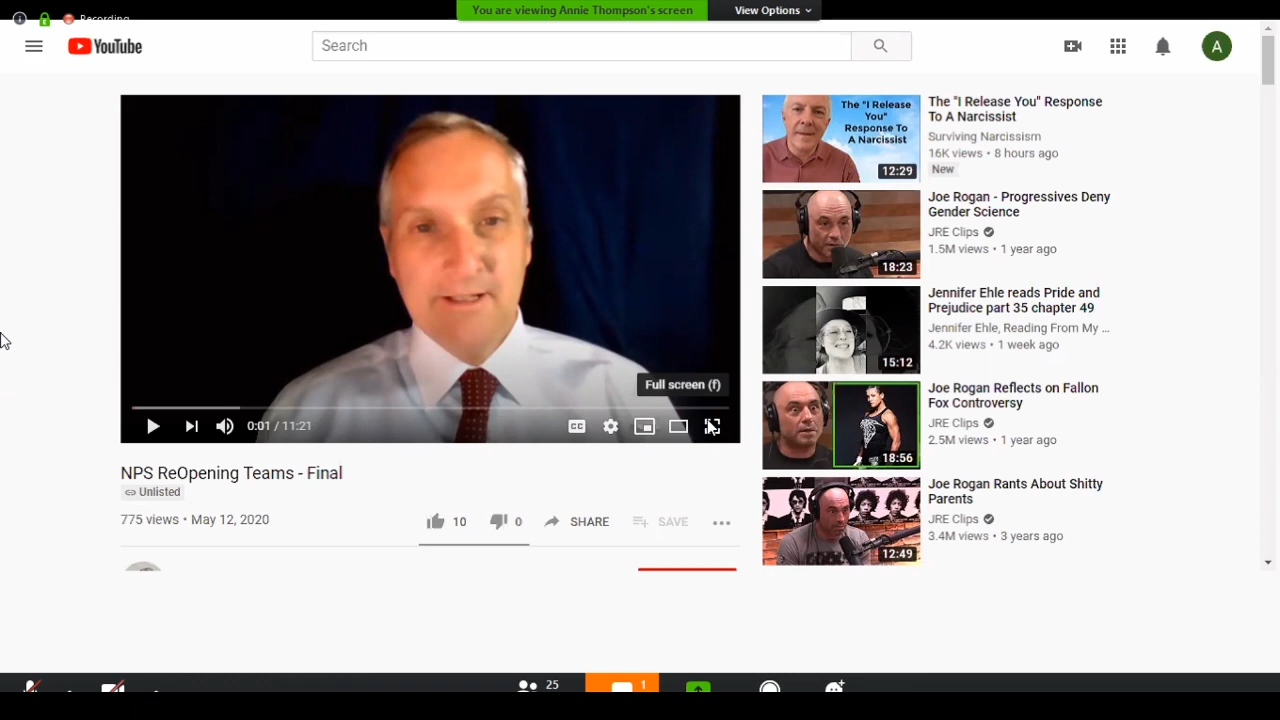 You are viewing Annie Thompson's screen
View Options
Recording
YouTube
Search
A
The "I Release You" Response To A Narcissist
12:29
The "I Release You" Response
To A Narcissist
Surviving Narcissism
16K views • 8 hours ago
New
18:23
Joe Rogan - Progressives Deny
Gender Science
JRE Clips
1.5M views • 1 year ago
15:12
Jennifer Ehle reads Pride and
Prejudice part 35 chapter 49
Jennifer Ehle, Reading From My ...
4.2K views • 1 week ago
18:56
Joe Rogan Reflects on Fallon
Fox Controversy
JRE Clips
2.5M views • 1 year ago
12:49
Joe Rogan Rants About Shitty
Parents
JRE Clips
3.4M views • 3 years ago
Full screen (f)
0:01 / 11:21
CC
NPS ReOpening Teams - Final
Unlisted
775 views • May 12, 2020
10
0
SHARE
SAVE
25
1